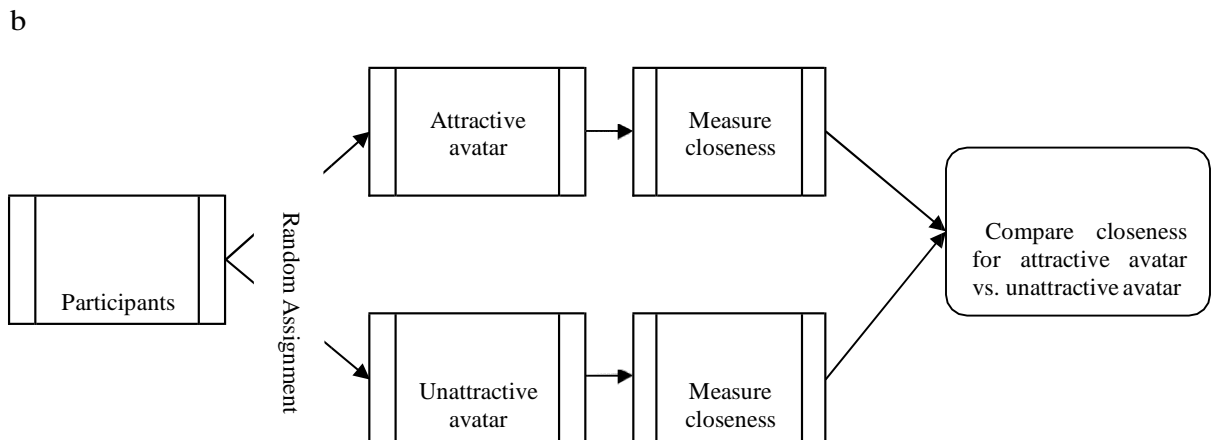 b
Participants
Random Assignment
Attractive
avatar
Measure
closeness
Unattractive
avatar
Measure
closeness
Compare closeness
for attractive avatar
vs. unattractive avatar